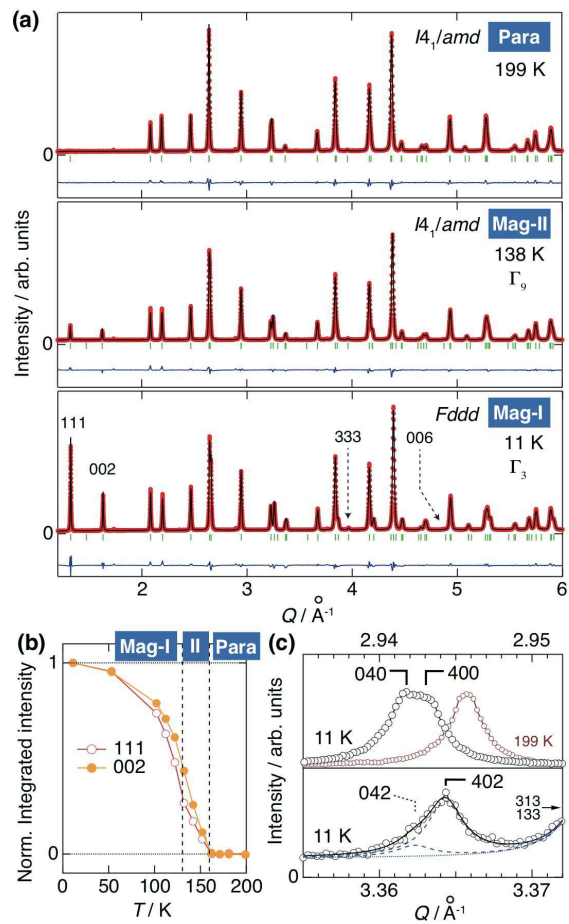 (a)
I4₁/amd Para
199 K
0
I4₁/amd Mag-II
138 K
Γ₉
0
Intensity / arb. units
111
002
333
006
Fddd Mag-I
11 K
Γ₃
0
2 3 4 5 6
Q / Å⁻¹
(b)
Mag-I II Para
1
111
002
0
Norm. Integrated intensity
0 50 100 150 200
T / K
(c)
2.94 2.95
040 400
11 K
199 K
Intensity / arb. units
042
402
11 K
313
133
0
3.36 3.37
Q / Å⁻¹